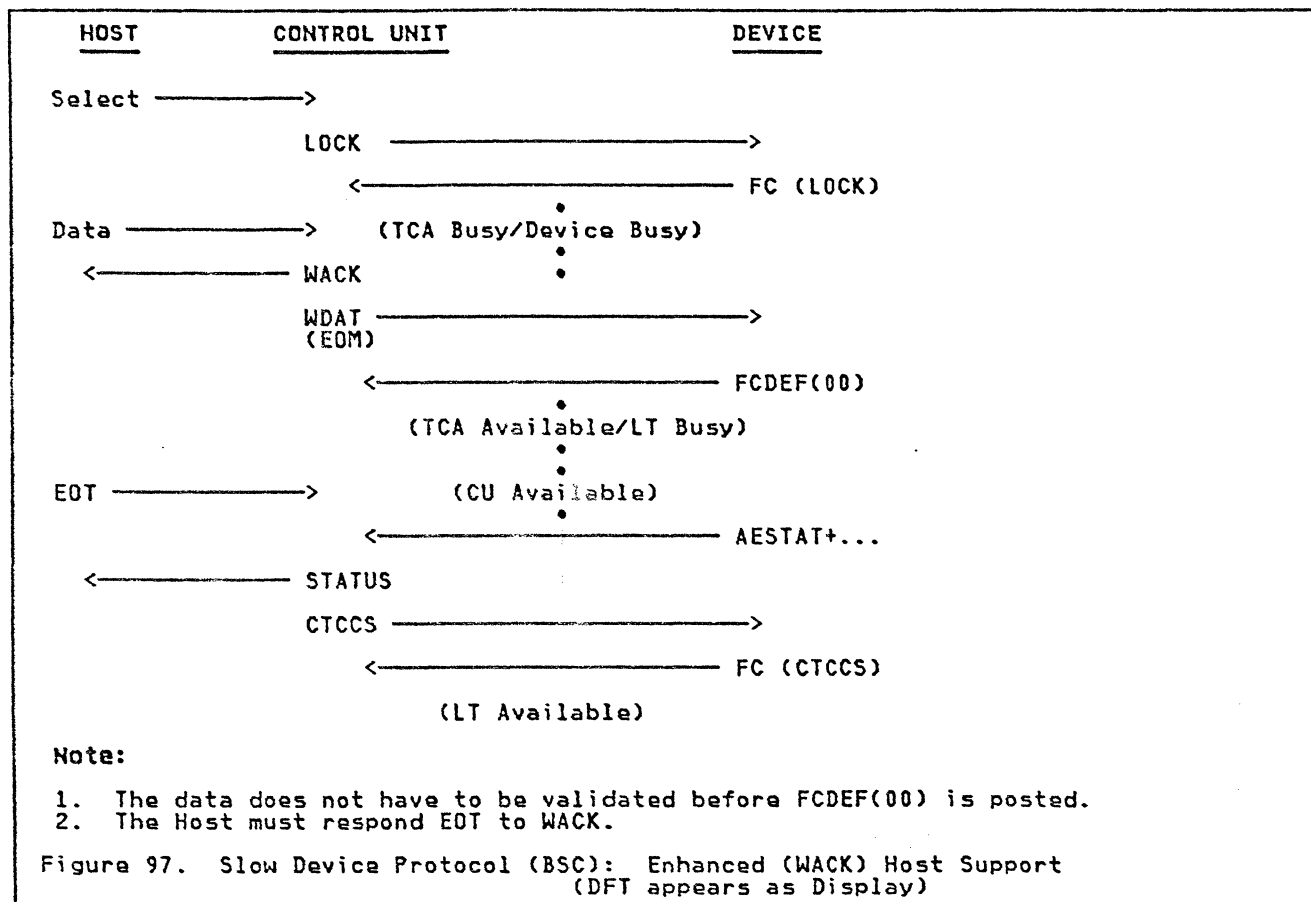 HOST CONTROL UNIT DEVICE
Select ————>
LOCK ————>
<———— FC (LOCK)
Data ————> (TCA Busy/Device Busy)
<———— WACK
WDAT ————>
(EOM)
<———— FCDEF(00)
(TCA Available/LT Busy)
EOT ————> (CU Available)
<———— AESTAT+...
<———— STATUS
CTCCS ————>
<———— FC (CTCCS)
(LT Available)
Note:
1. The data does not have to be validated before FCDEF(00) is posted.
2. The Host must respond EOT to WACK.
Figure 97. Slow Device Protocol (BSC): Enhanced (WACK) Host Support
(DFT appears as Display)